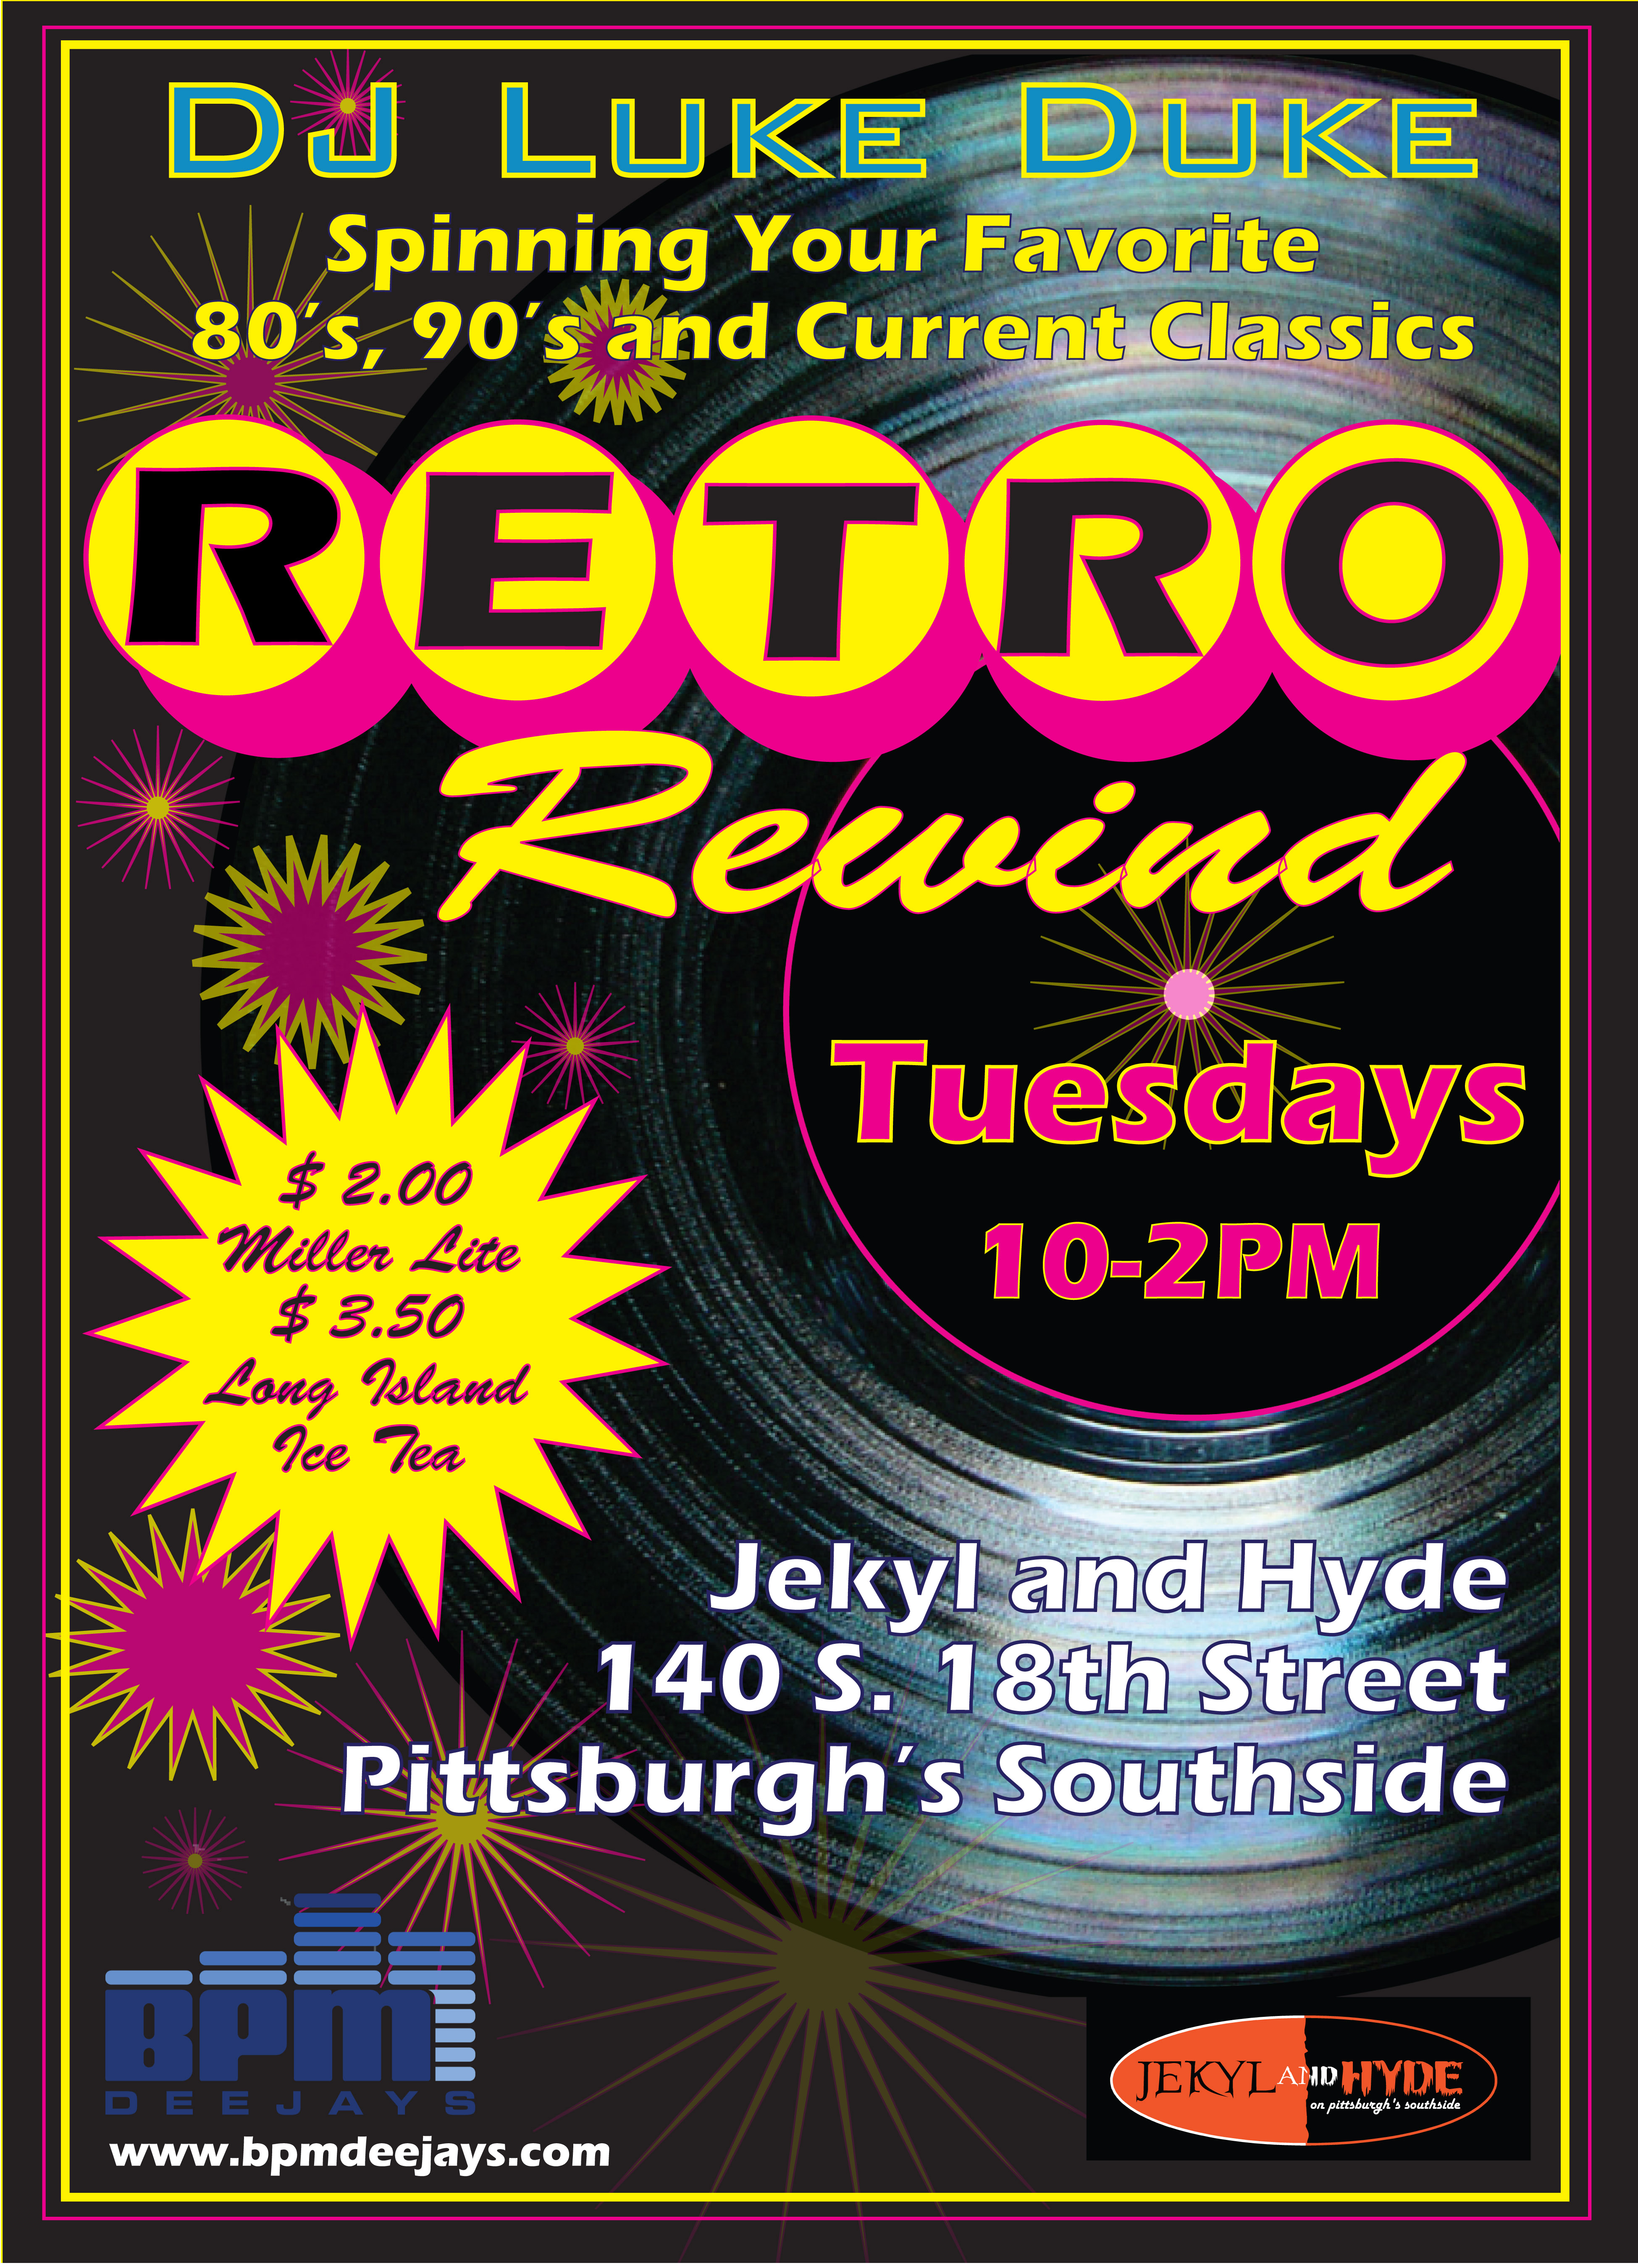 DJ Luke Duke
Spinning Your Favorite
80's, 90's and Current Classics
RETRO
Rewind
Tuesdays
10-2PM
$ 2.00
Miller Lite
$ 3.50
Long Island
Ice Tea
Jekyl and Hyde
140 S. 18th Street
Pittsburgh's Southside
BPM
DEEJAYS
www.bpmdeejays.com
JEKYL AND HYDE
on pittsburgh's southside